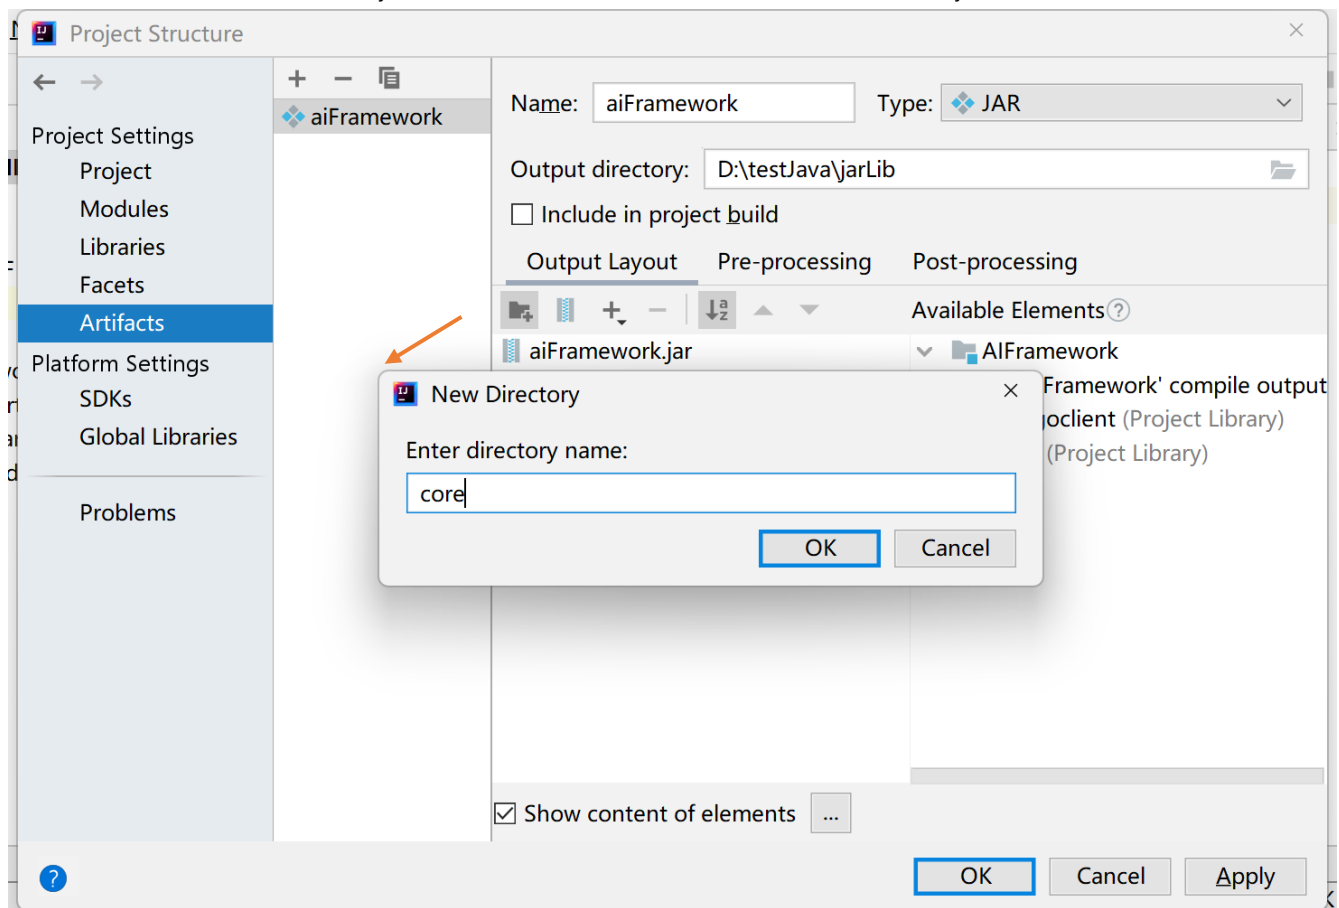 Project Structure
Project Settings
Project
Modules
Libraries
Facets
Artifacts
Platform Settings
SDKs
Global Libraries
Problems
aiFramework
Name: aiFramework Type: JAR
Output directory: D:\testJava\jarLib
Include in project build
Output Layout Pre-processing Post-processing
Available Elements
aiFramework.jar
AIFramework
Framework' compile output
(Project Library)
(Project Library)
New Directory
Enter directory name:
core
OK Cancel
Show content of elements ...
OK Cancel Apply